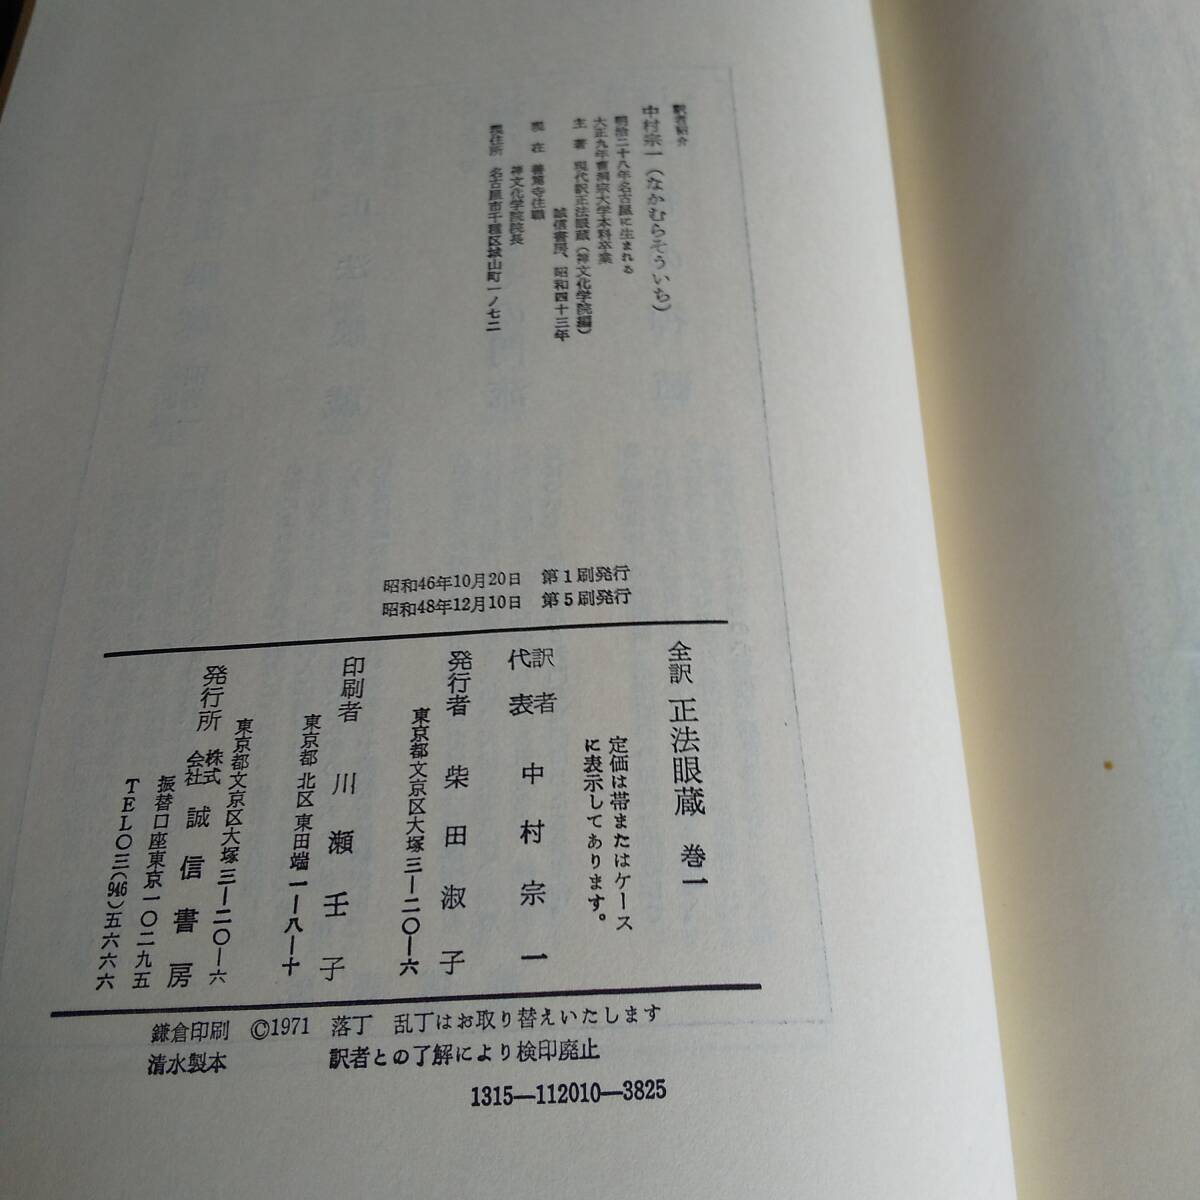 訳者紹介
中村宗一（なかむらそういち）
明治二十八年名古屋に生まれる
大正九年曹洞宗大学本科卒業
主著 現代訳正法眼蔵（禅文化学院編）
誠信書房、昭和四十三年
現在 善篤寺住職
禅文化学院院長
現住所 名古屋市千種区城山町一ノ七二
昭和46年10月20日 第1刷発行
昭和48年12月10日 第5刷発行
全訳 正法眼蔵 巻一
定価は帯またはケース
に表示してあります。
訳者代表 中村宗一
発行者 柴田淑子
東京都文京区大塚三—二〇—六
印刷者 川瀬壬子
東京都北区東田端一—八—十
発行所 株式会社 誠信書房
東京都文京区大塚三—二〇—六
振替口座東京一〇二九五
TEL〇三(946)五六六六
鎌倉印刷 ©1971 落丁 乱丁はお取り替えいたします
清水製本 訳者との了解により検印廃止
1315—112010—3825